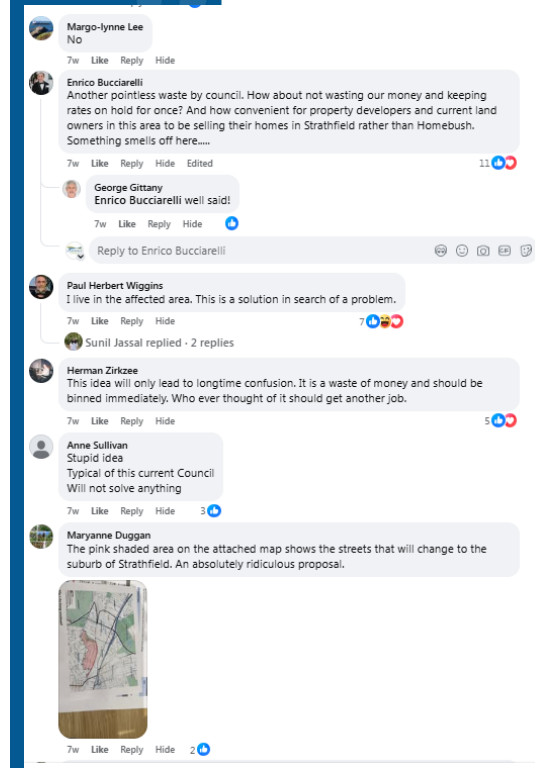 Margo-lynne Lee
No
7w Like Reply Hide
Enrico Bucciarelli
Another pointless waste by council. How about not wasting our money and keeping
rates on hold for once? And how convenient for property developers and current land
owners in this area to be selling their homes in Strathfield rather than Homebush.
Something smells off here.....
7w Like Reply Hide Edited 11
George Gittany
Enrico Bucciarelli well said!
7w Like Reply Hide
Reply to Enrico Bucciarelli
Paul Herbert Wiggins
I live in the affected area. This is a solution in search of a problem.
7w Like Reply Hide 7
Sunil Jassal replied · 2 replies
Herman Zirkzee
This idea will only lead to longtime confusion. It is a waste of money and should be
binned immediately. Who ever thought of it should get another job.
7w Like Reply Hide 5
Anne Sullivan
Stupid idea
Typical of this current Council
Will not solve anything
7w Like Reply Hide 3
Maryanne Duggan
The pink shaded area on the attached map shows the streets that will change to the
suburb of Strathfield. An absolutely ridiculous proposal.
7w Like Reply Hide 2